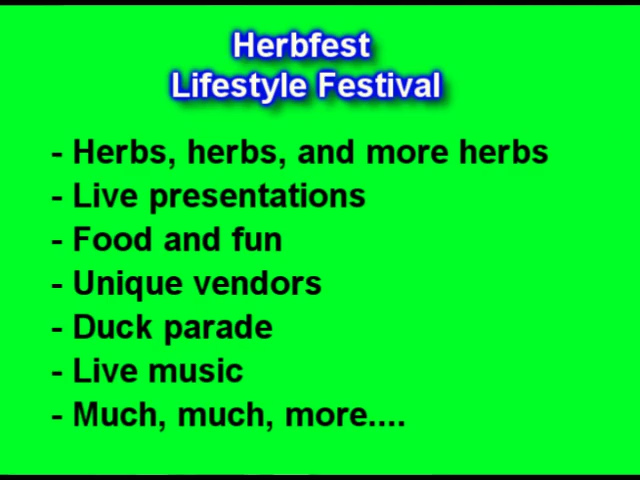 Herbfest
Lifestyle Festival
- Herbs, herbs, and more herbs
- Live presentations
- Food and fun
- Unique vendors
- Duck parade
- Live music
- Much, much, more....